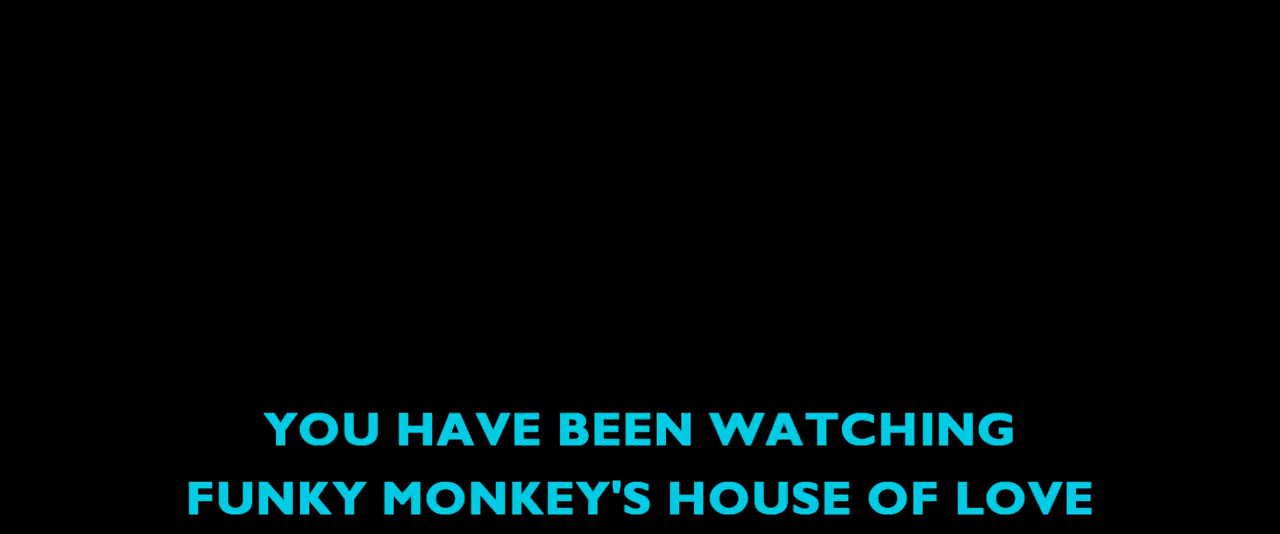 YOU HAVE BEEN WATCHING
FUNKY MONKEY'S HOUSE OF LOVE